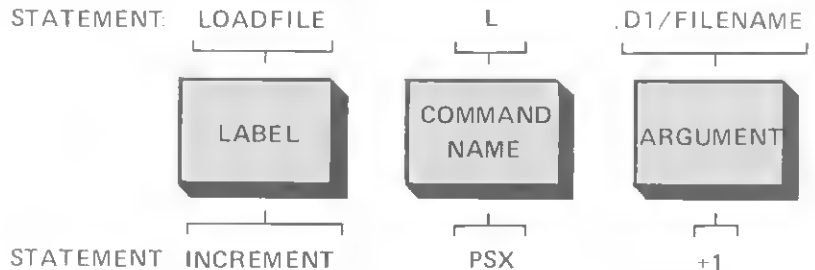 STATEMENT: LOADFILE L .D1/FILENAME
LABEL
COMMAND
NAME
ARGUMENT
STATEMENT INCREMENT PSX +1